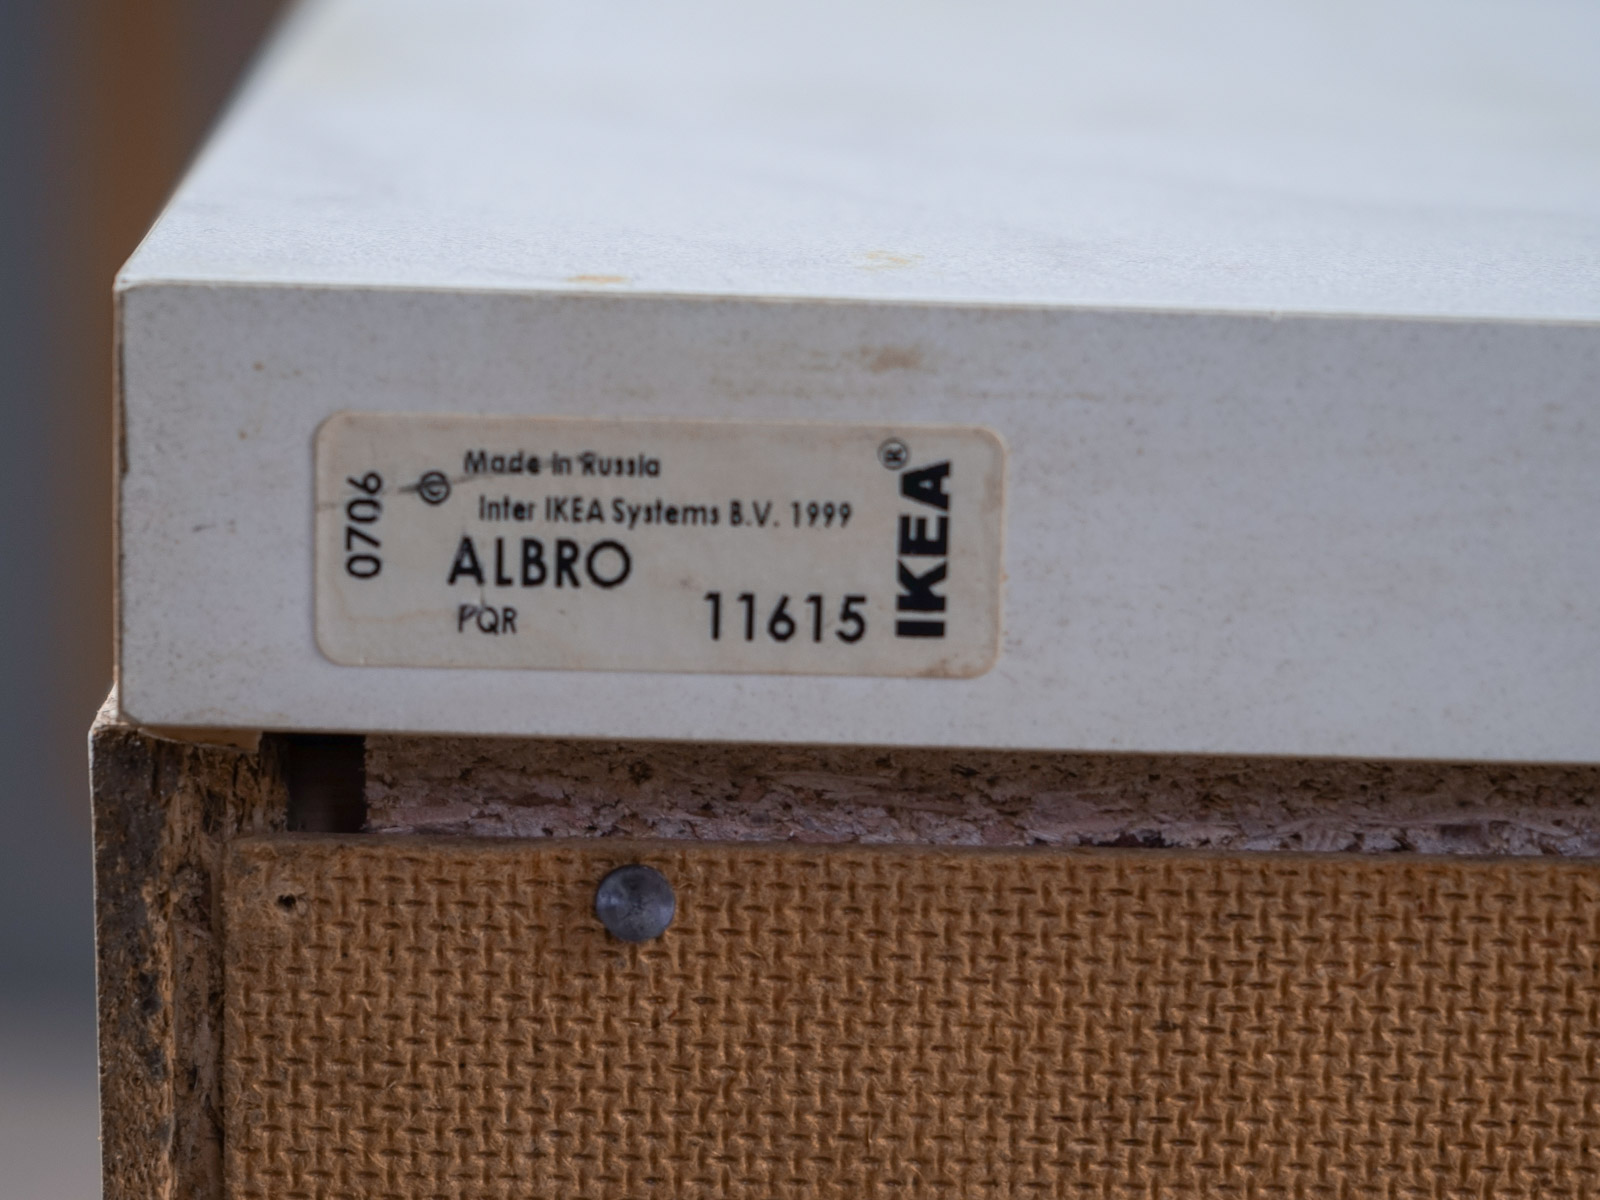 0706
© Made in Russia
Inter IKEA Systems B.V. 1999
ALBRO
PQR
11615
IKEA®